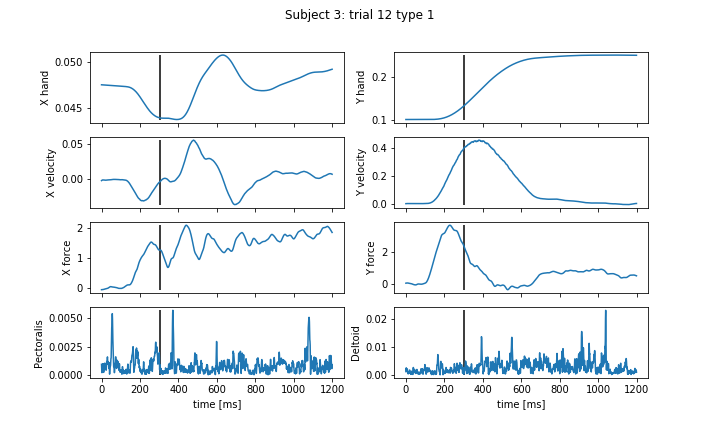 Subject 3: trial 12 type 1
X hand
0.050
0.045
Y hand
0.2
0.1
X velocity
0.05
0.00
Y velocity
0.4
0.2
0.0
X force
2
1
0
Y force
2
0
Pectoralis
0.0050
0.0025
0.0000
0 200 400 600 800 1000 1200
time [ms]
Deltoid
0.02
0.01
0.00
0 200 400 600 800 1000 1200
time [ms]